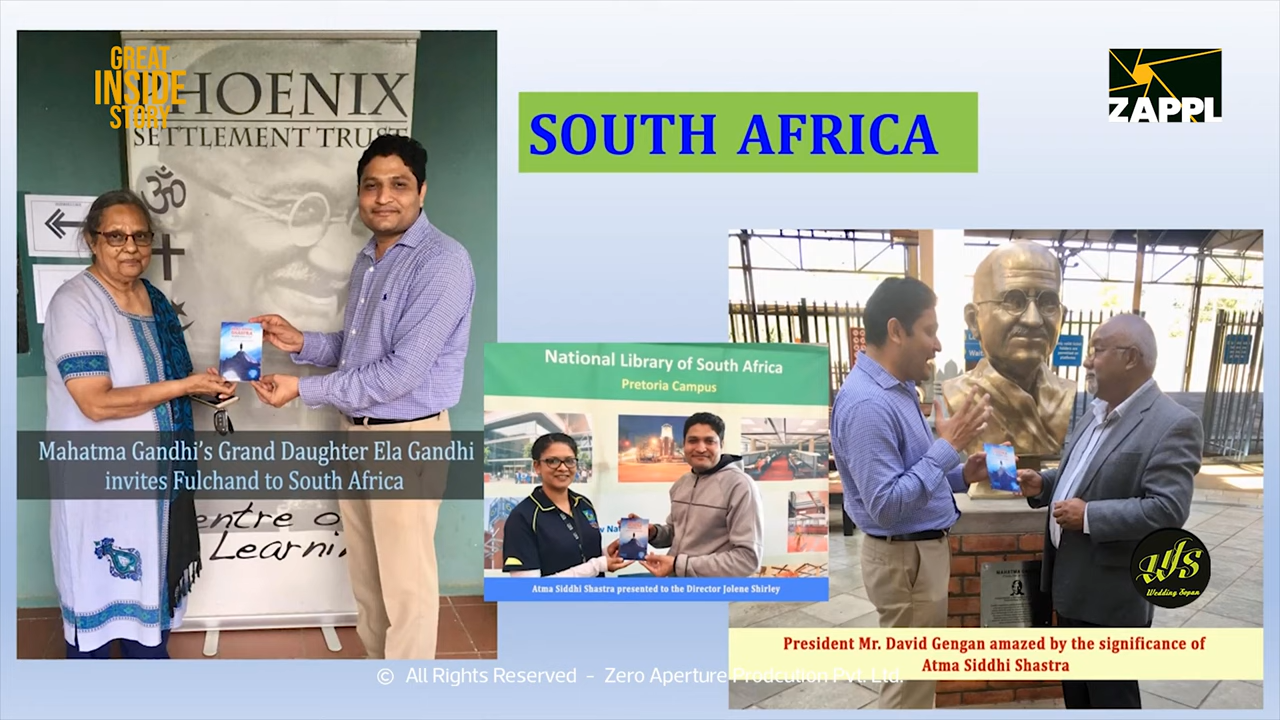 GREAT
INSIDE
STORY
HOENIX
SETTLEMENT TRUST
Mahatma Gandhi's Grand Daughter Ela Gandhi
invites Fulchand to South Africa
entre o
Learnin
SOUTH AFRICA
ZAPPL
National Library of South Africa
Pretoria Campus
Atma Siddhi Shastra presented to the Director Jolene Shirley
Wait
WS
Wedding Sopan
President Mr. David Gengan amazed by the significance of
Atma Siddhi Shastra
© All Rights Reserved - Zero Aperture Prodcution Pvt. Ltd.